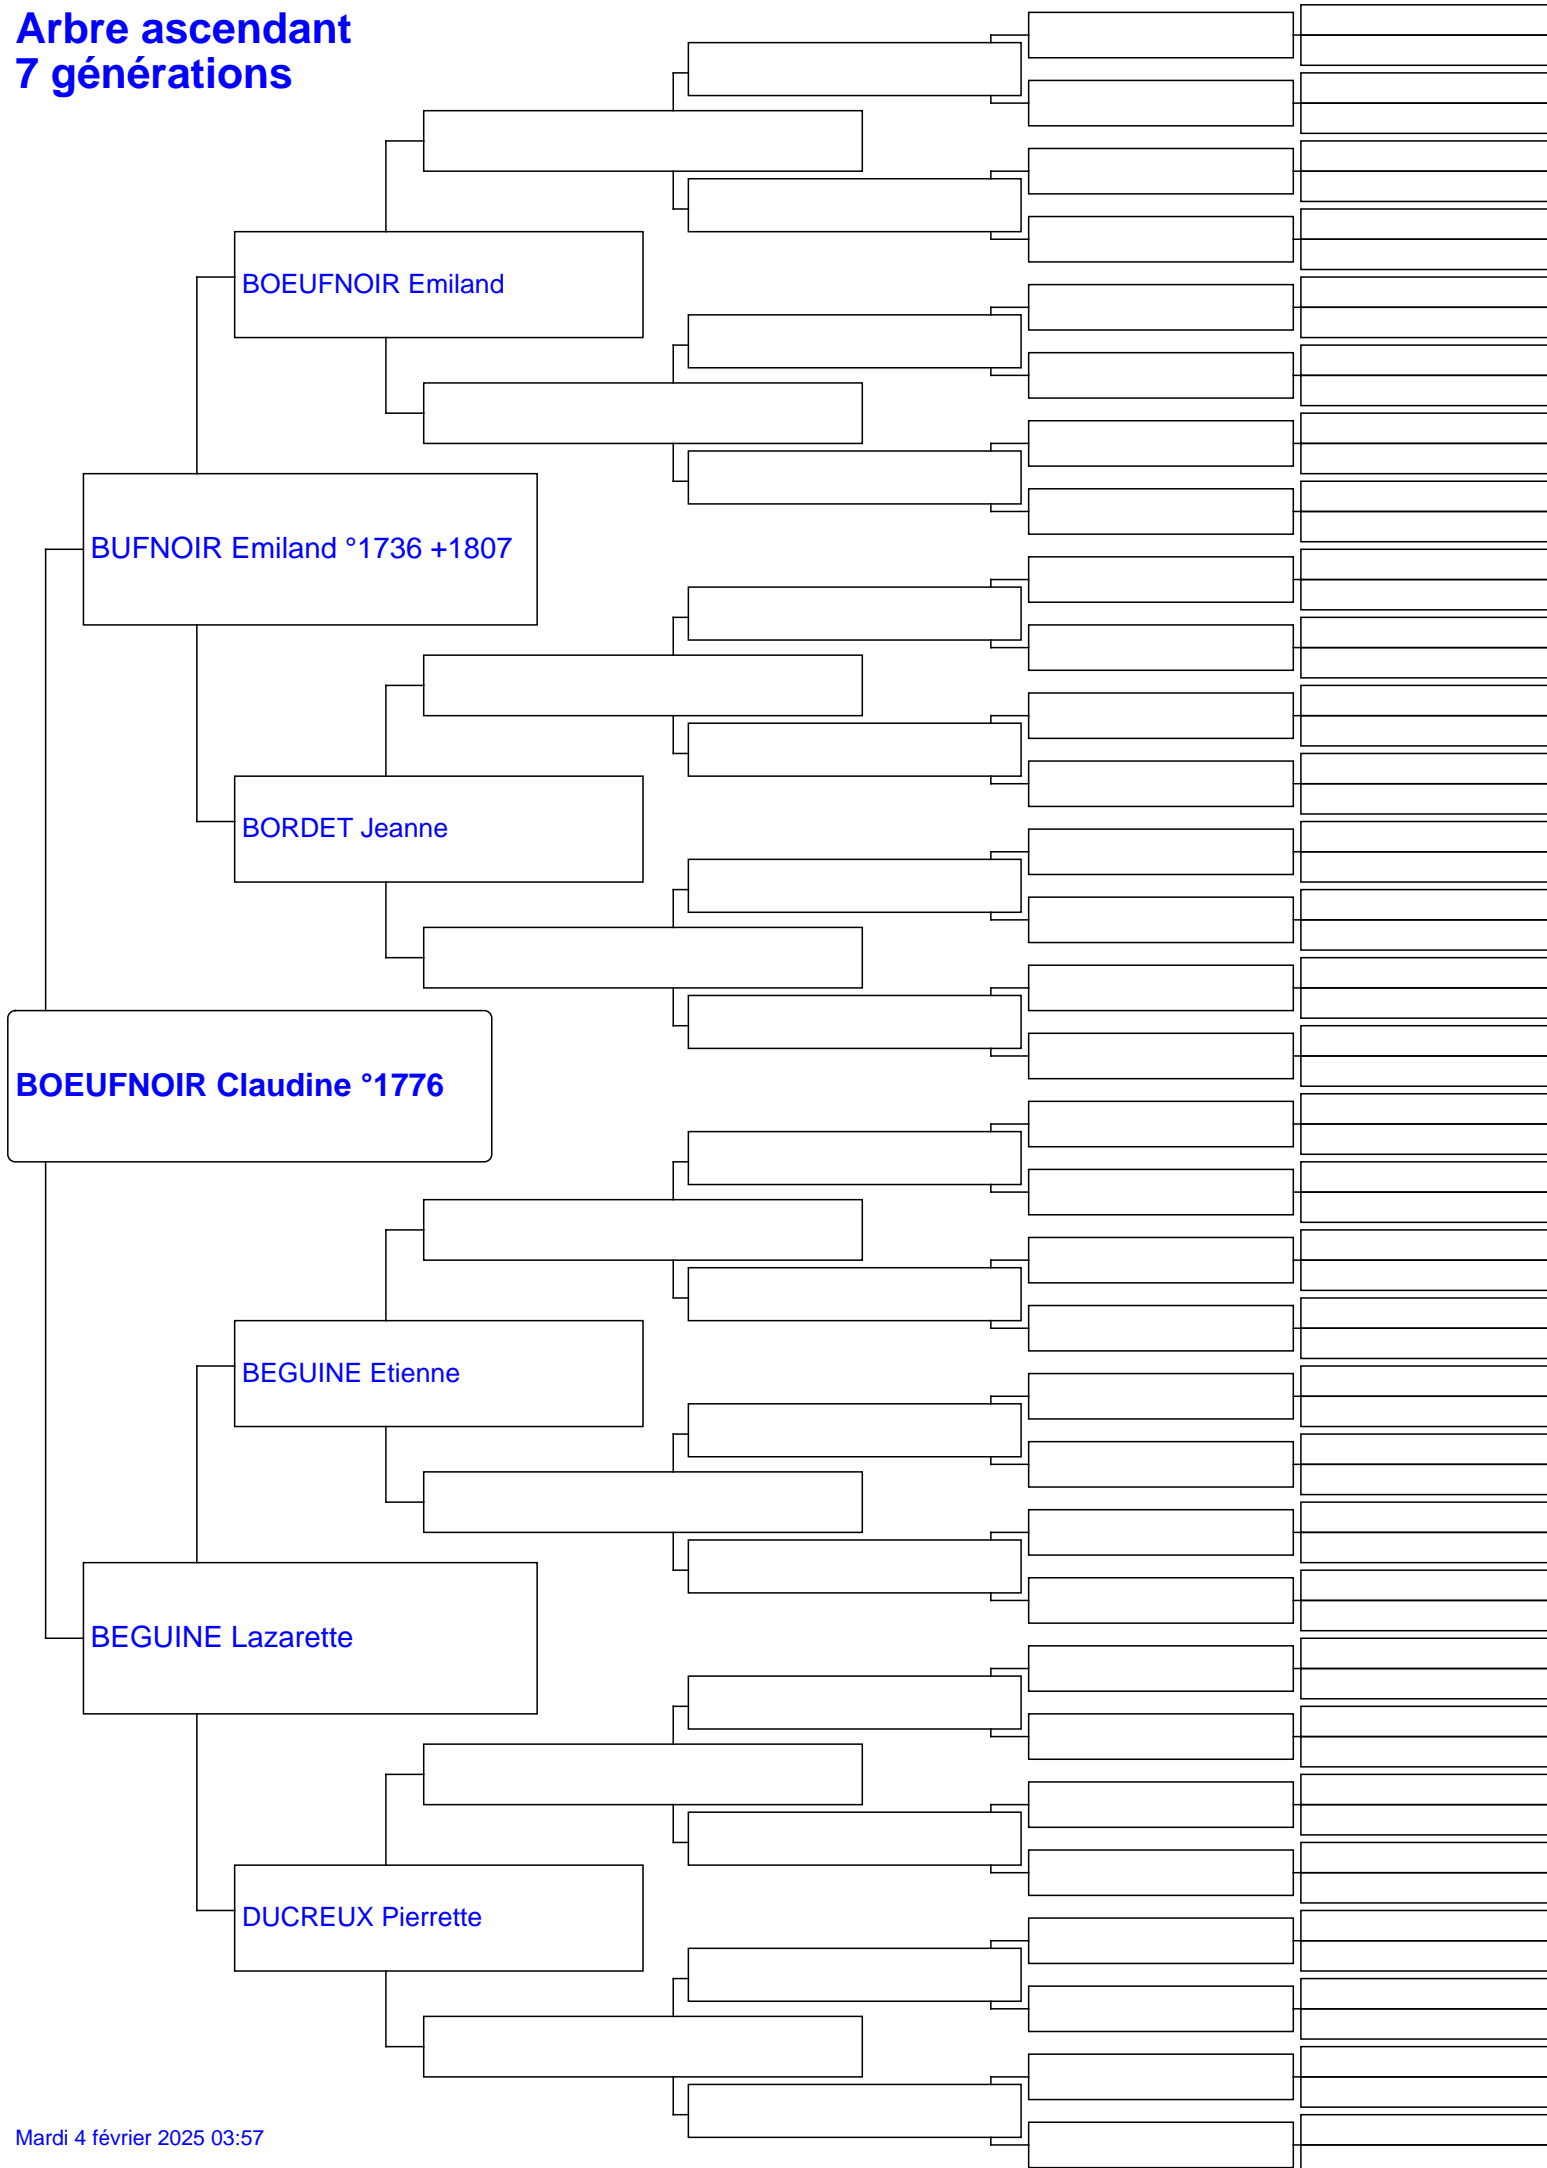 Arbre ascendant
7 générations
BOEUFNOIR Emiland
BUFNOIR Emiland °1736 +1807
BORDET Jeanne
BOEUFNOIR Claudine °1776
BEGUINE Etienne
BEGUINE Lazarette
DUCREUX Pierrette
Mardi 4 février 2025 03:57